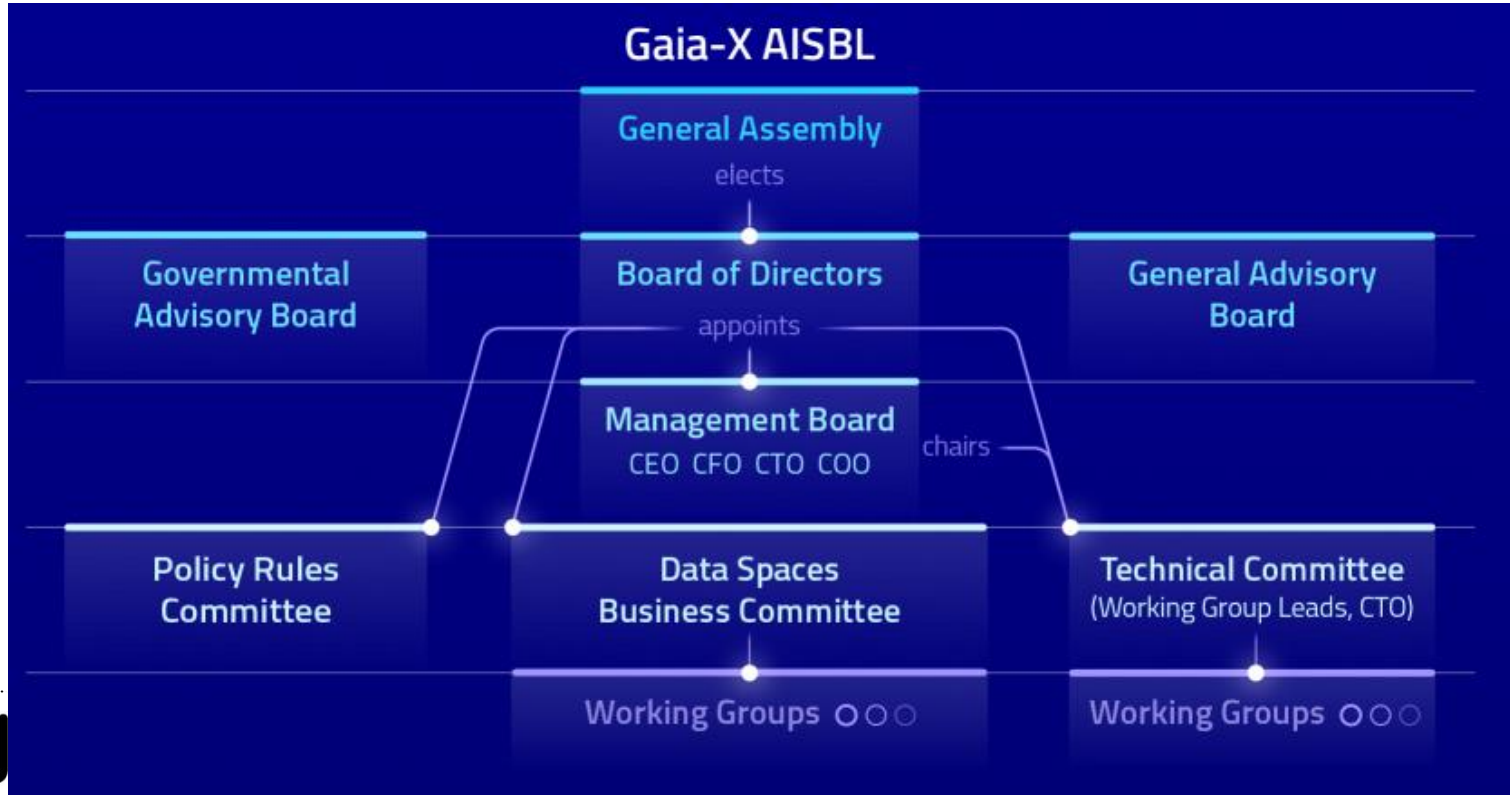 Gaia-X AISBL
General Assembly
elects
Governmental
Advisory Board
Board of Directors
appoints
General Advisory
Board
Management Board
CEO CFO CTO COO
chairs
Policy Rules
Committee
Data Spaces
Business Committee
Technical Committee
(Working Group Leads, CTO)
Working Groups
Working Groups